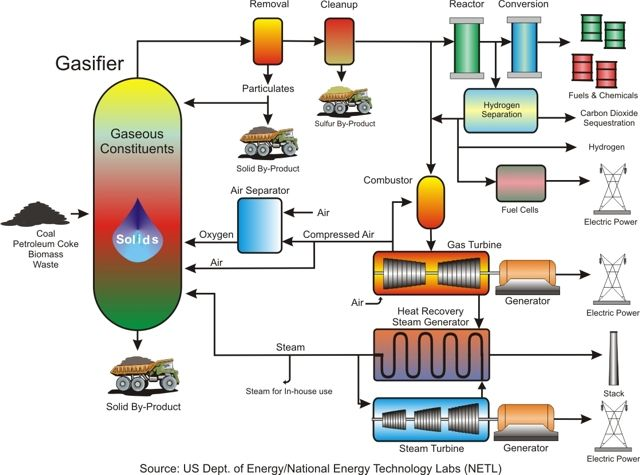 Removal
Cleanup
Reactor
Conversion
Gasifier
Particulates
Fuels & Chemicals
Gaseous
Constituents
Hydrogen
Separation
Carbon Dioxide
Sequestration
Sulfur By-Product
Solid By-Product
Hydrogen
Combustor
Fuel Cells
Electric Power
Air Separator
Air
Coal
Petroleum Coke
Biomass
Waste
Solids
Oxygen
Compressed Air
Gas Turbine
Air
Air
Generator
Electric Power
Heat Recovery
Steam Generator
Steam
Steam for In-house use
Stack
Solid By-Product
Steam Turbine
Generator
Electric Power
Source: US Dept. of Energy/National Energy Technology Labs (NETL)